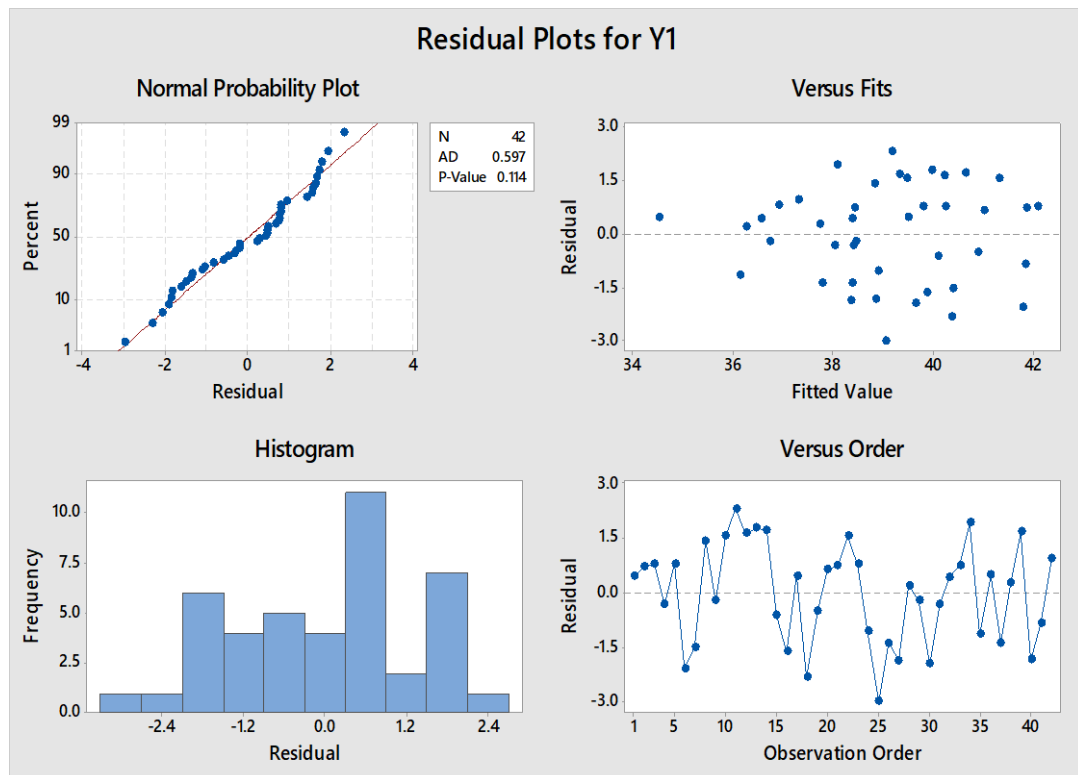 Residual Plots for Y1
Normal Probability Plot
99
90
50
10
1
Percent
-4 -2 0 2 4
Residual
N 42
AD 0.597
P-Value 0.114
Versus Fits
3.0
1.5
0.0
-1.5
-3.0
Residual
34 36 38 40 42
Fitted Value
Histogram
10.0
7.5
5.0
2.5
0.0
Frequency
-2.4 -1.2 0.0 1.2 2.4
Residual
Versus Order
3.0
1.5
0.0
-1.5
-3.0
Residual
1 5 10 15 20 25 30 35 40
Observation Order